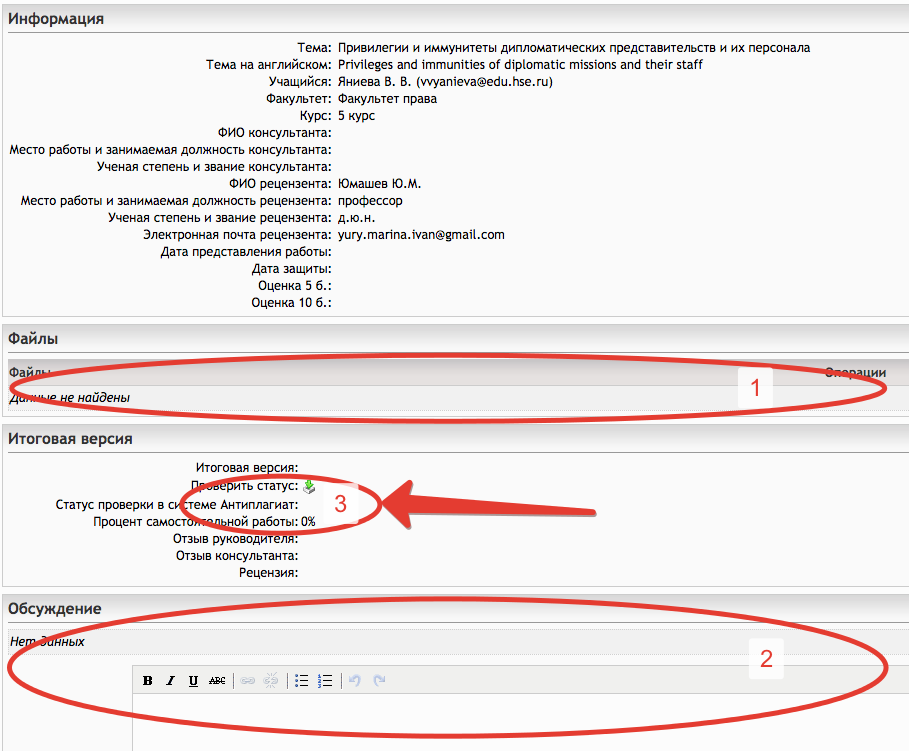 Информация
Тема: Привилегии и иммунитеты дипломатических представительств и их персонала
Тема на английском: Privileges and immunities of diplomatic missions and their staff
Учащийся: Яниева В. В. (vvyanieva@edu.hse.ru)
Факультет: Факультет права
Курс: 5 курс
ФИО консультанта:
Место работы и занимаемая должность консультанта:
Ученая степень и звание консультанта:
ФИО рецензента: Юмашев Ю.М.
Место работы и занимаемая должность рецензента: профессор
Ученая степень и звание рецензента: д.ю.н.
Электронная почта рецензента: yury.marina.ivan@gmail.com
Дата представления работы:
Дата защиты:
Оценка 5 б.:
Оценка 10 б.:
Файлы
Файлы Операции
1
Данные не найдены
Итоговая версия
Итоговая версия:
Проверить статус:
Статус проверки в системе Антиплагиат: 3
Процент самостоятельной работы: 0%
Отзыв руководителя:
Отзыв консультанта:
Рецензия:
Обсуждение
Нет данных
2
B I U ABC